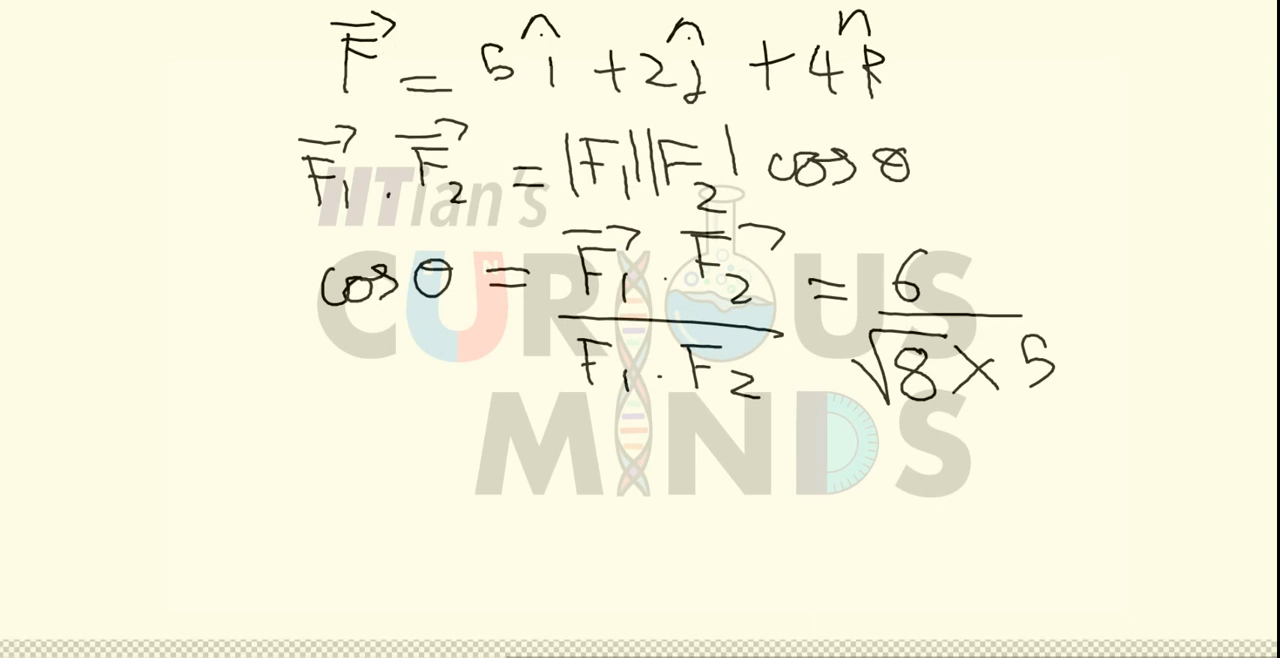 F⃗ = 5î + 2ĵ + 4k̂
F⃗₁ . F⃗₂ = |F₁||F₂| cos θ
IITian's
cos θ = F⃗₁ . F⃗₂ / F₁ . F₂ = 6 / √8 × 5
CURIOUS
MINDS